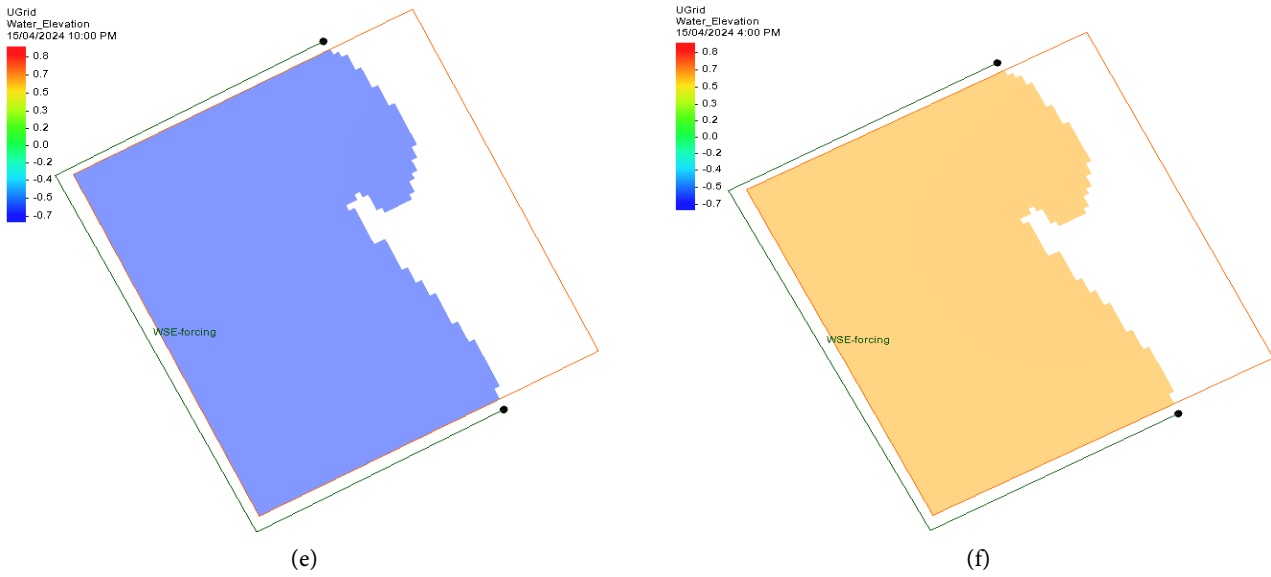 UGrid
Water_Elevation
15/04/2024 10:00 PM
0.8
0.7
0.5
0.3
0.2
0.0
-0.2
-0.4
-0.5
-0.7
WSE-forcing
(e)
UGrid
Water_Elevation
15/04/2024 4:00 PM
0.8
0.7
0.5
0.3
0.2
0.0
-0.2
-0.4
-0.5
-0.7
WSE-forcing
(f)